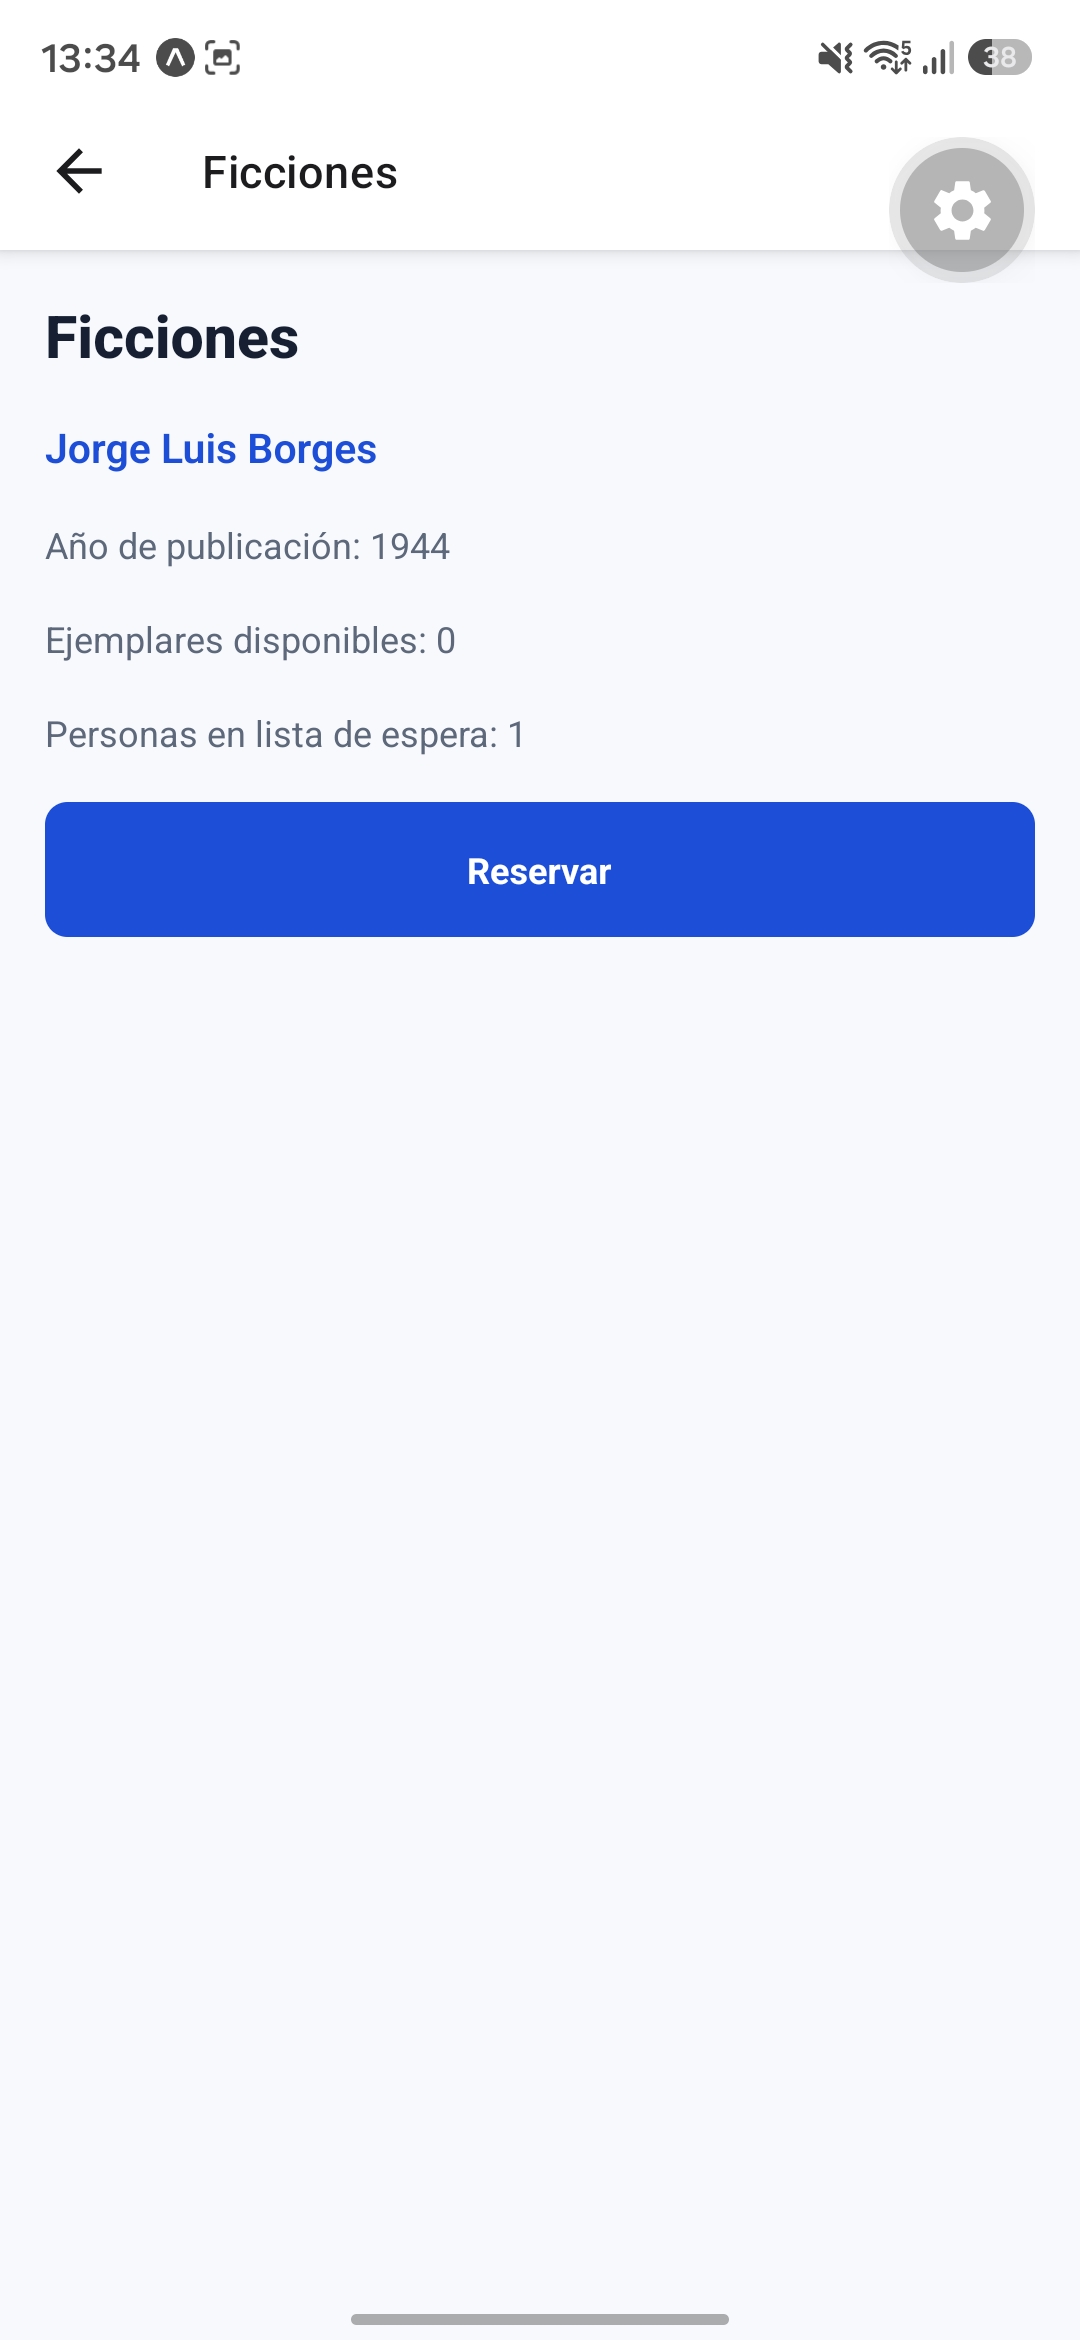 13:34
5
38
Ficciones
Ficciones
Jorge Luis Borges
Año de publicación: 1944
Ejemplares disponibles: 0
Personas en lista de espera: 1
Reservar